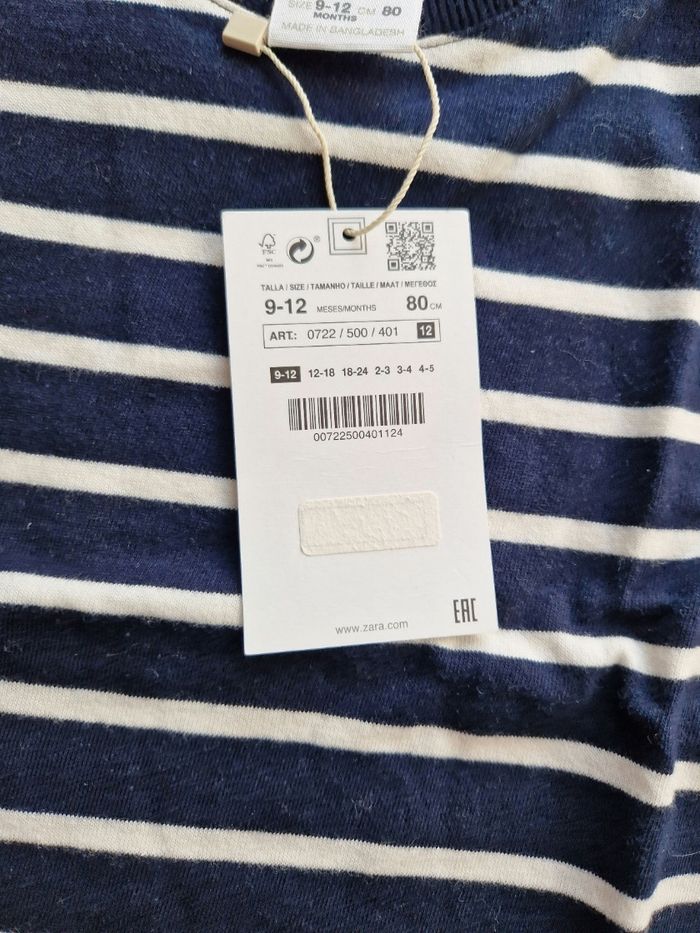 SIZE 9-12 CM 80
MONTHS
MADE IN BANGLADESH
FSC
MIX
®
TALLA / SIZE / TAMANHO / TAILLE / MAAT / ΜΕΓΕΘΟΣ
9-12 MESES/MONTHS 80 CM
ART.: 0722 / 500 / 401 12
9-12 12-18 18-24 2-3 3-4 4-5
00722500401124
www.zara.com
EAC